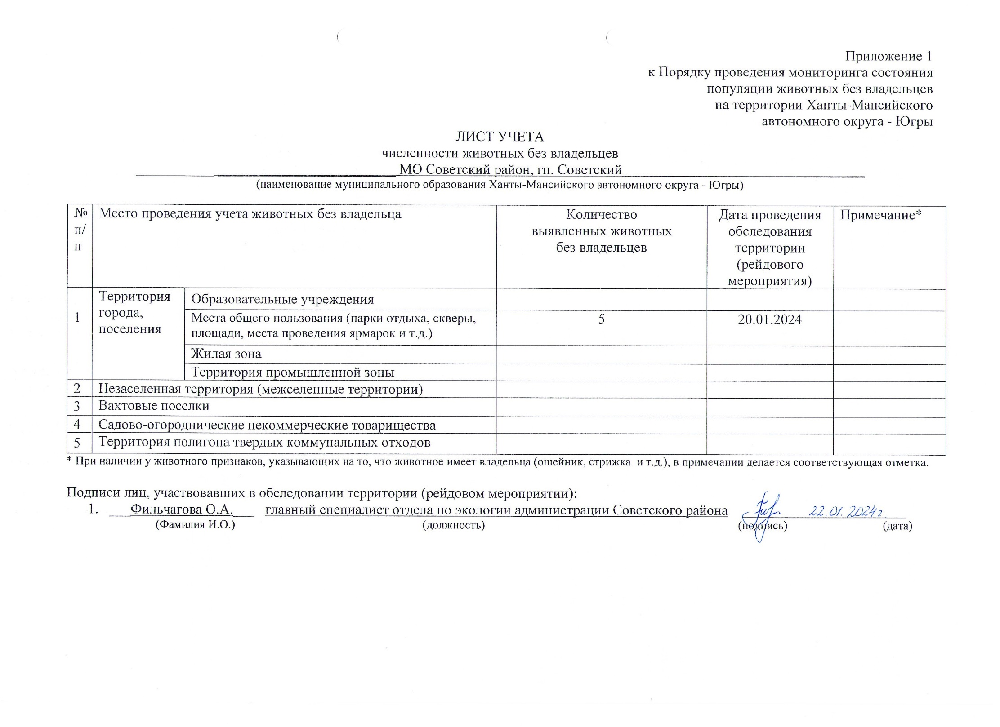 Приложение 1
к Порядку проведения мониторинга состояния
популяции животных без владельцев
на территории Ханты-Мансийского
автономного округа - Югры
ЛИСТ УЧЕТА
численности животных без владельцев
МО Советский район, гп. Советский
(наименование муниципального образования Ханты-Мансийского автономного округа - Югры)
№ п/п
Место проведения учета животных без владельца
Количество
выявленных животных
без владельцев
Дата проведения
обследования
территории
(рейдового
мероприятия)
Примечание*
1
Территория
города,
поселения
Образовательные учреждения
Места общего пользования (парки отдыха, скверы,
площади, места проведения ярмарок и т.д.)
5
20.01.2024
Жилая зона
Территория промышленной зоны
2 Незаселенная территория (межселенные территории)
3 Вахтовые поселки
4 Садово-огороднические некоммерческие товарищества
5 Территория полигона твердых коммунальных отходов
* При наличии у животного признаков, указывающих на то, что животное имеет владельца (ошейник, стрижка и т.д.), в примечании делается соответствующая отметка.
Подписи лиц, участвовавших в обследовании территории (рейдовом мероприятии):
1. Фильчагова О.А. главный специалист отдела по экологии администрации Советского района 22.01.2024г.
(Фамилия И.О.) (должность) (подпись) (дата)